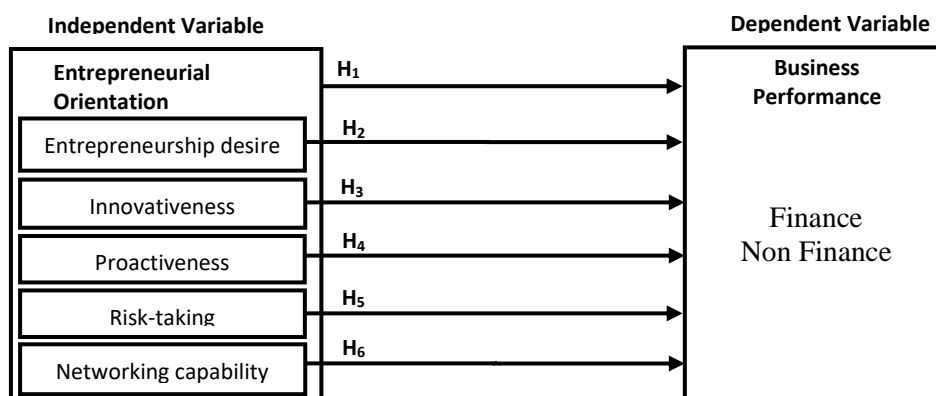 Independent Variable
Dependent Variable
Entrepreneurial
Orientation
Entrepreneurship desire
Innovativeness
Proactiveness
Risk-taking
Networking capability
H₁
H₂
H₃
H₄
H₅
H₆
Business
Performance
Finance
Non Finance